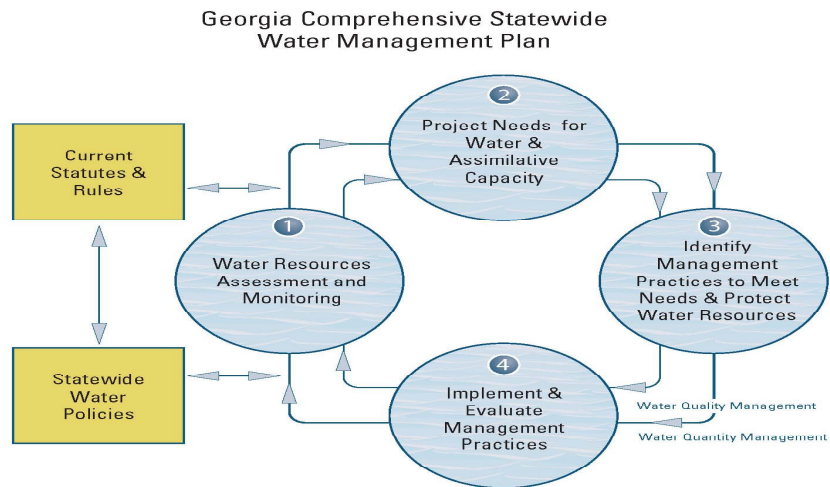 Georgia Comprehensive Statewide
Water Management Plan
Current
Statutes &
Rules
Statewide
Water
Policies
1
Water Resources
Assessment and
Monitoring
2
Project Needs for
Water &
Assimilative
Capacity
3
Identify
Management
Practices to Meet
Needs & Protect
Water Resources
4
Implement &
Evaluate
Management
Practices
Water Quality Management
Water Quantity Management